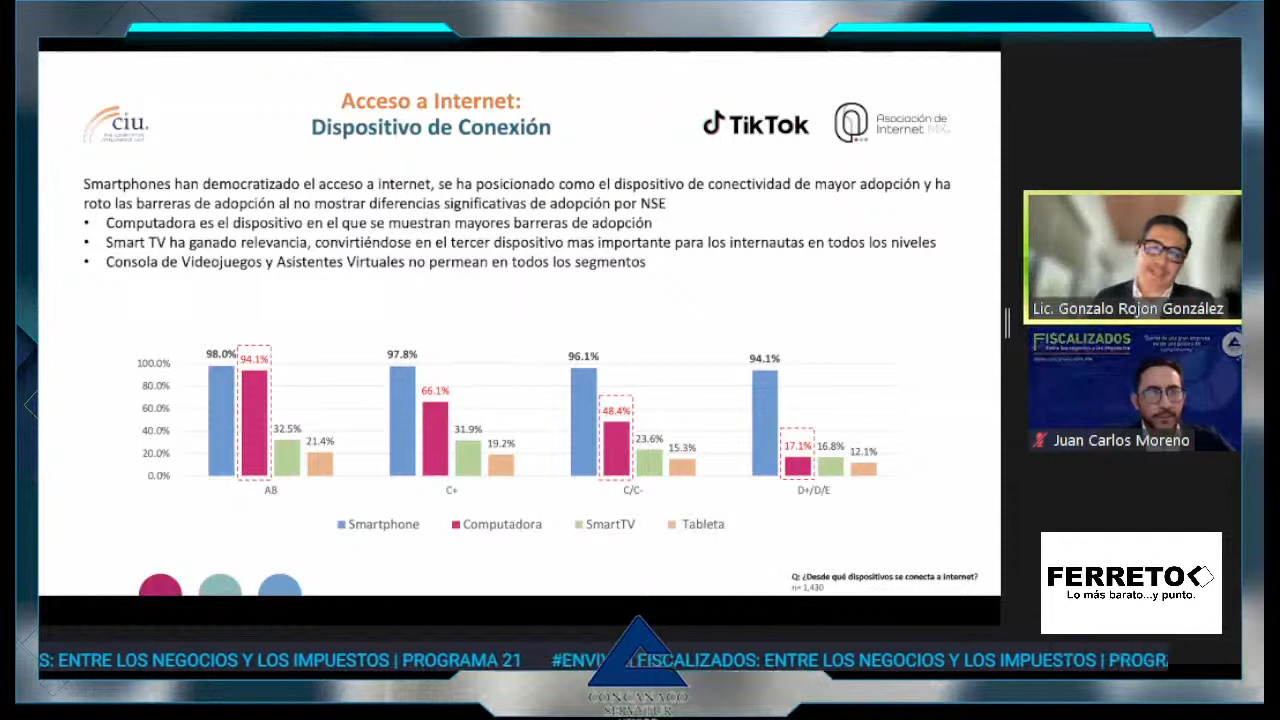 Acceso a Internet:
Dispositivo de Conexión
ciu.
TikTok
Asociación de
Internet MX.
Smartphones han democratizado el acceso a internet, se ha posicionado como el dispositivo de conectividad de mayor adopción y ha
roto las barreras de adopción al no mostrar diferencias significativas de adopción por NSE
• Computadora es el dispositivo en el que se muestran mayores barreras de adopción
• Smart TV ha ganado relevancia, convirtiéndose en el tercer dispositivo mas importante para los internautas en todos los niveles
• Consola de Videojuegos y Asistentes Virtuales no permean en todos los segmentos
100.0%
80.0%
60.0%
40.0%
20.0%
0.0%
98.0% 94.1% 32.5% 21.4%
97.8% 66.1% 31.9% 19.2%
96.1% 48.4% 23.6% 15.3%
94.1% 17.1% 16.8% 12.1%
AB C+ C/C- D+/D/E
Smartphone Computadora SmartTV Tableta
Q: ¿Desde qué dispositivos se conecta a internet?
n= 1,430
Lic. Gonzalo Rojon González
FISCALIZADOS
Entre los negocios y los impuestos
Juan Carlos Moreno
FERRETO
Lo más barato...y punto.
S: ENTRE LOS NEGOCIOS Y LOS IMPUESTOS | PROGRAMA 21 #ENVIV FISCALIZADOS: ENTRE LOS NEGOCIOS Y LOS IMPUESTOS | PROGRA
CONCANACO
SERVYTUR